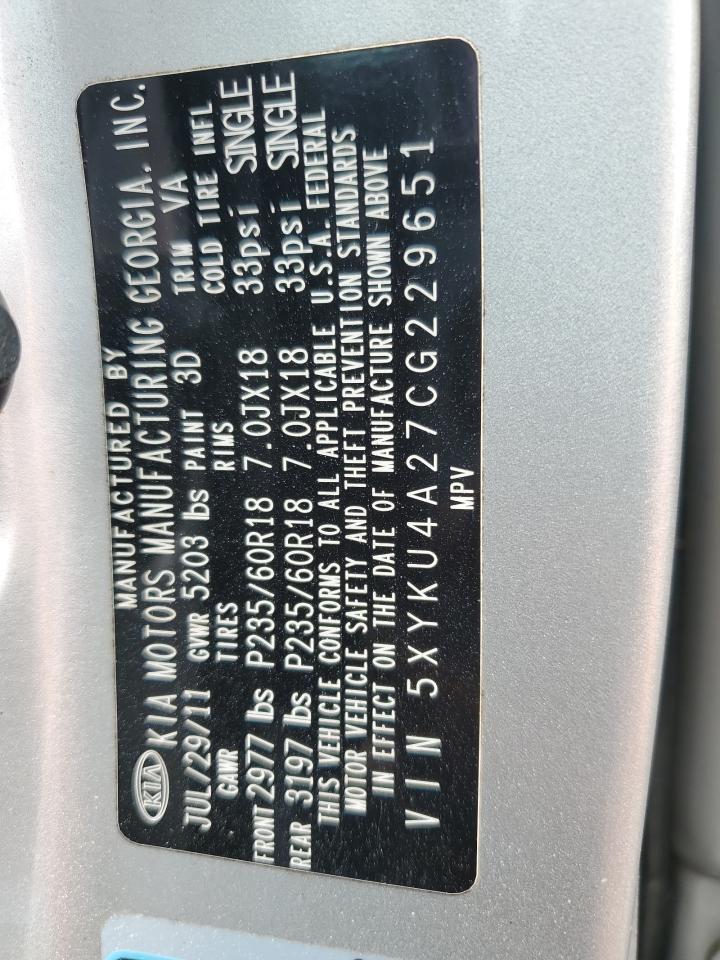 MANUFACTURED BY
KIA KIA MOTORS MANUFACTURING GEORGIA, INC.
JUL/29/11 GVWR 5203 lbs PAINT 3D TRIM VA
GAWR TIRES RIMS COLD TIRE INFL
FRONT 2977 lbs P235/60R18 7.0JX18 33psi SINGLE
REAR 3197 lbs P235/60R18 7.0JX18 33psi SINGLE
THIS VEHICLE CONFORMS TO ALL APPLICABLE U.S.A. FEDERAL
MOTOR VEHICLE SAFETY AND THEFT PREVENTION STANDARDS
IN EFFECT ON THE DATE OF MANUFACTURE SHOWN ABOVE
VIN 5XYKU4A27CG229651
MPV